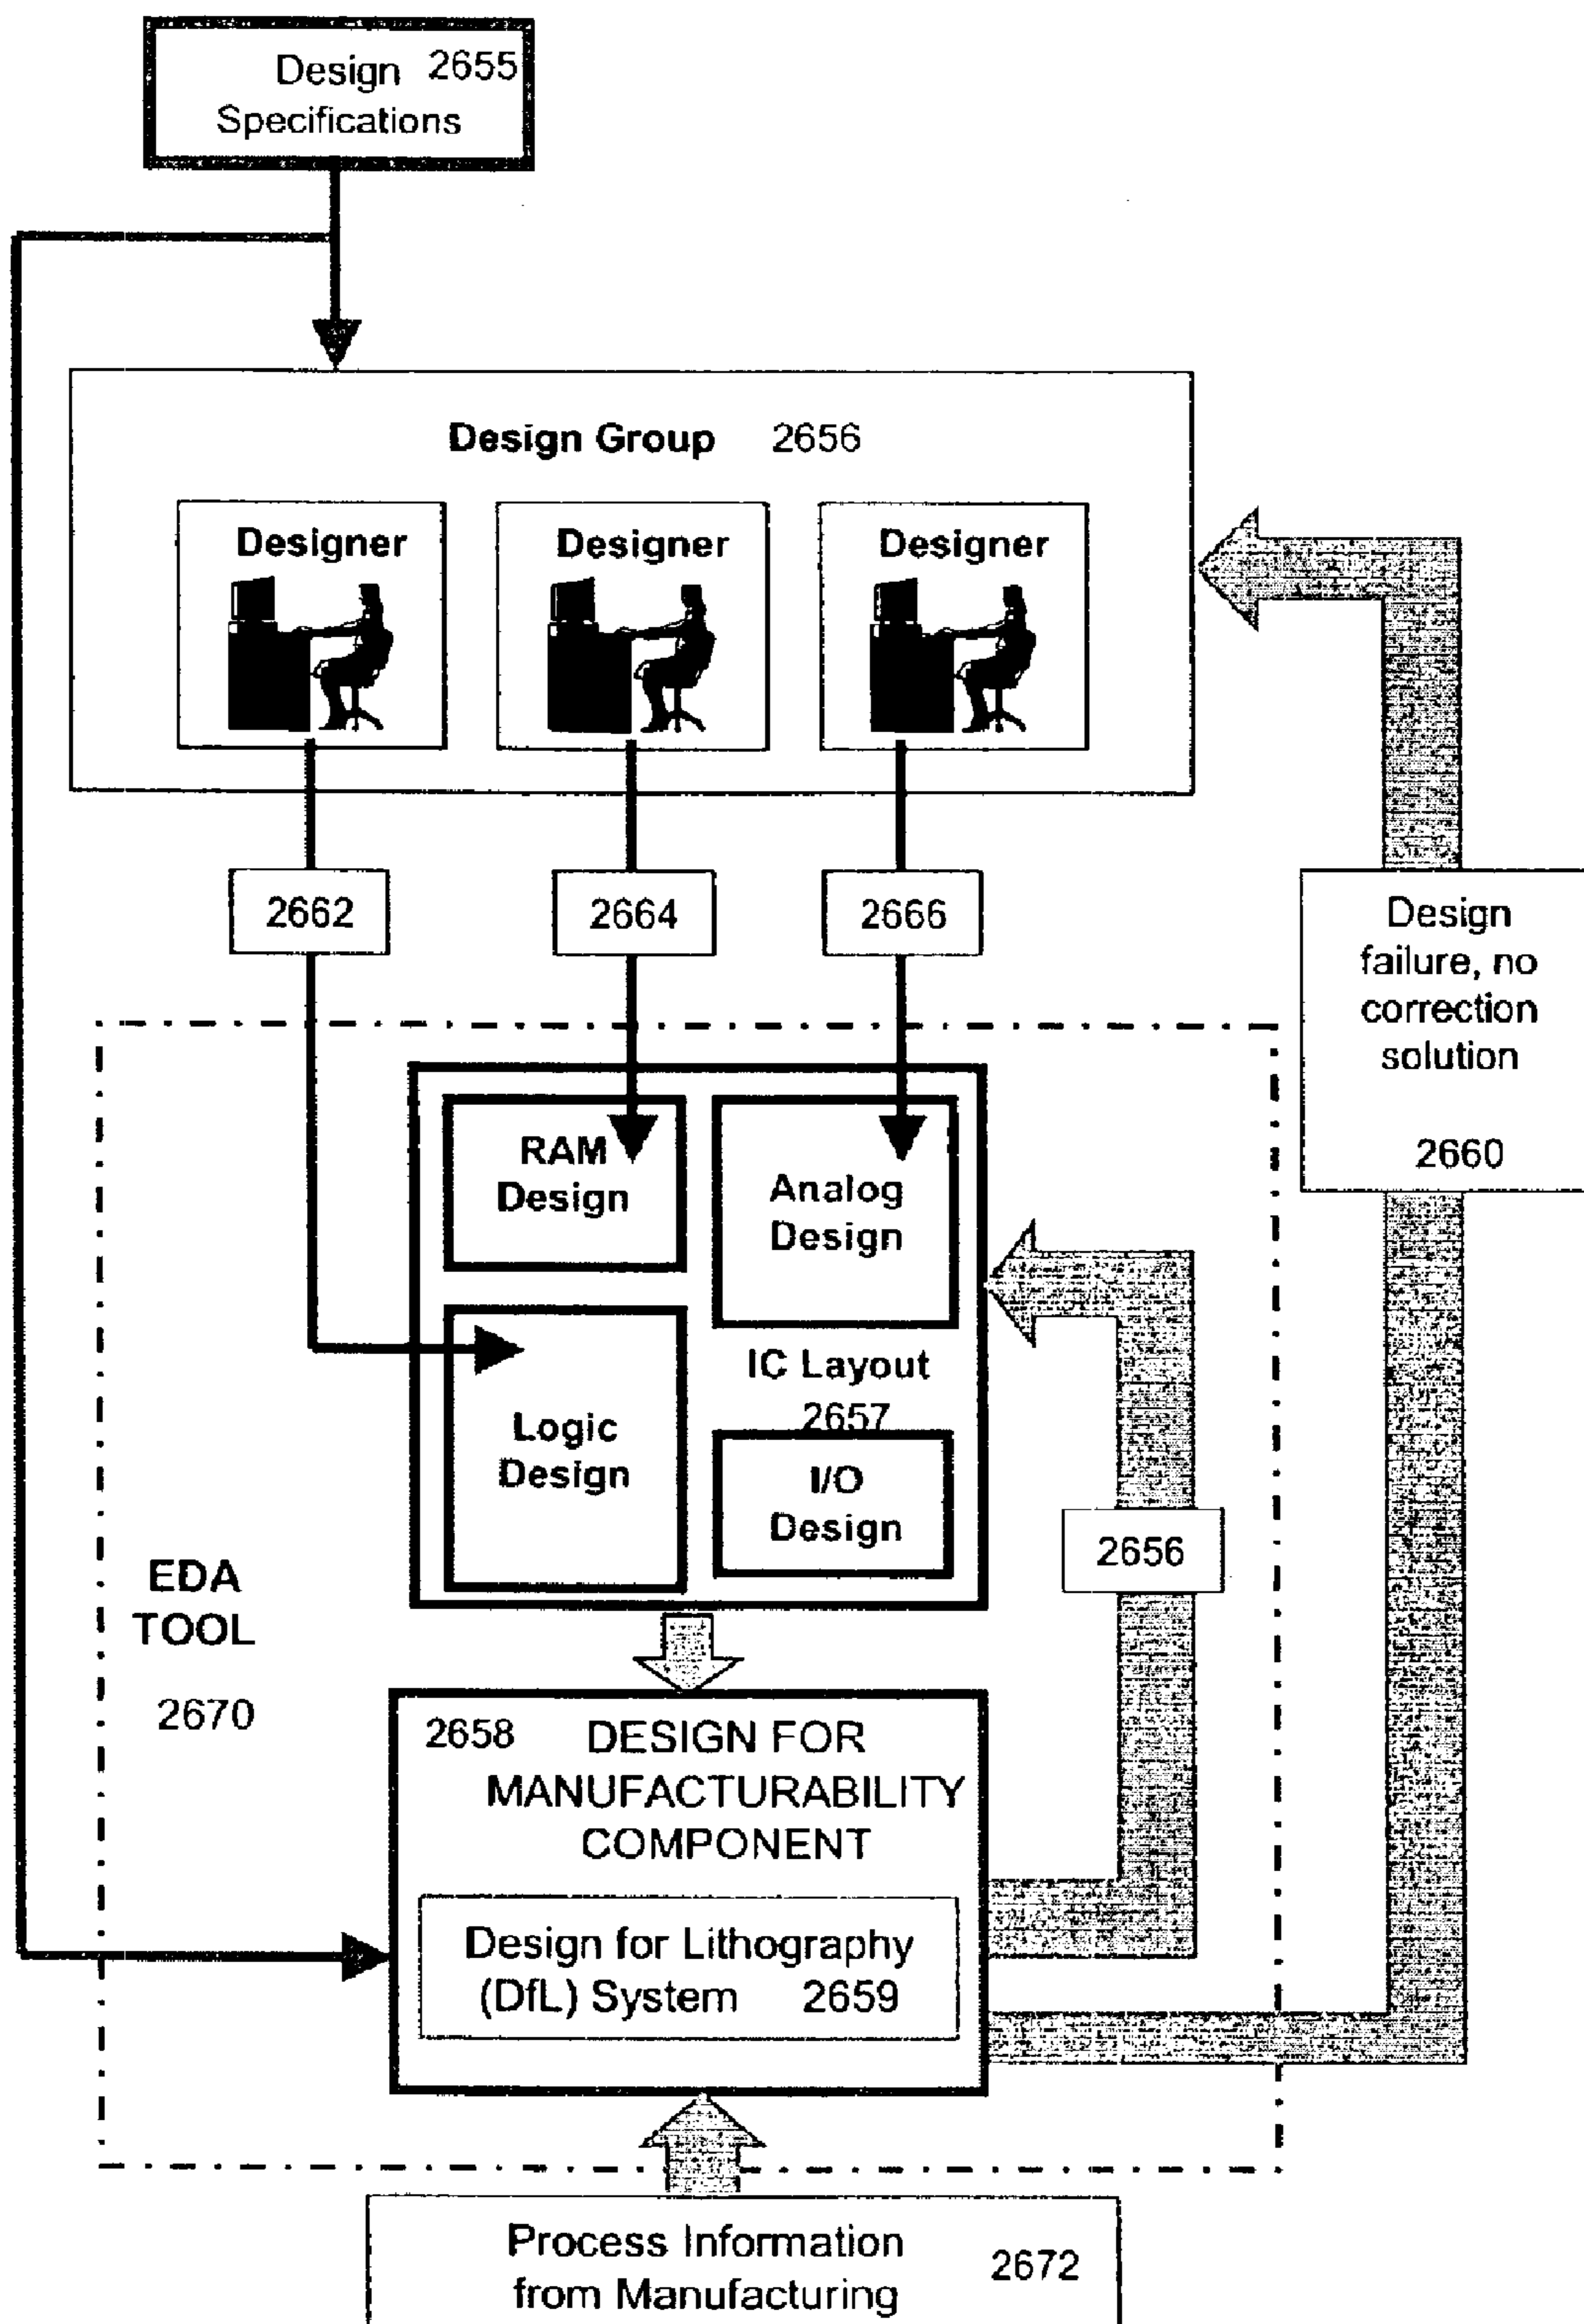 Design 2655
Specifications
Design Group 2656
Designer
Designer
Designer
2662
2664
2666
Design
failure, no
correction
solution
2660
RAM
Design
Analog
Design
IC Layout
2657
Logic
Design
I/O
Design
2656
EDA
TOOL
2670
2658 DESIGN FOR
MANUFACTURABILITY
COMPONENT
Design for Lithography
(DfL) System 2659
Process Information
from Manufacturing
2672